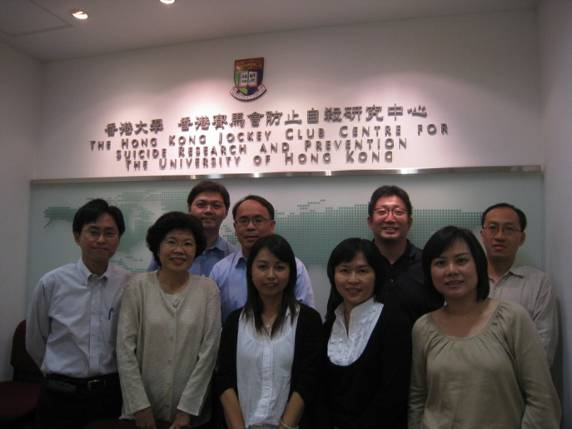 香港大學 香港賽馬會防止自殺研究中心
The Hong Kong Jockey Club Centre for
Suicide Research and Prevention
The University of Hong Kong